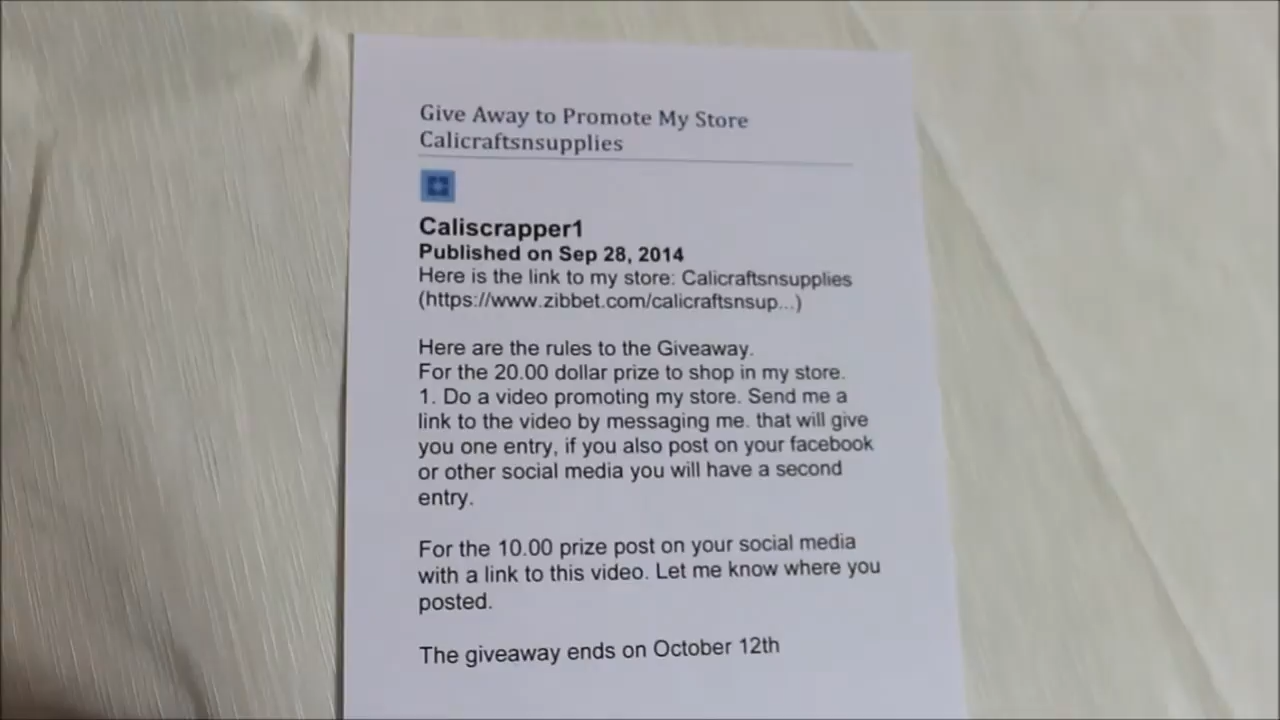 Give Away to Promote My Store
Calicraftsnsupplies
Caliscrapper1
Published on Sep 28, 2014
Here is the link to my store: Calicraftsnsupplies
(https://www.zibbet.com/calicraftsnsup...)
Here are the rules to the Giveaway.
For the 20.00 dollar prize to shop in my store.
1. Do a video promoting my store. Send me a
link to the video by messaging me. that will give
you one entry, if you also post on your facebook
or other social media you will have a second
entry.
For the 10.00 prize post on your social media
with a link to this video. Let me know where you
posted.
The giveaway ends on October 12th